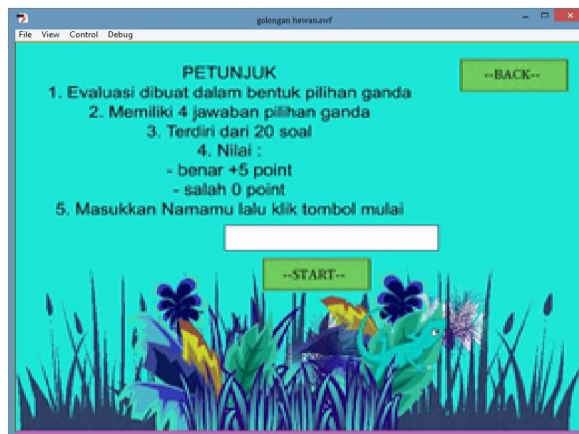 golongan hewan.swf
File View Control Debug
PETUNJUK
--BACK--
1. Evaluasi dibuat dalam bentuk pilihan ganda
2. Memiliki 4 jawaban pilihan ganda
3. Terdiri dari 20 soal
4. Nilai :
- benar +5 point
- salah 0 point
5. Masukkan Namamu lalu klik tombol mulai
--START--